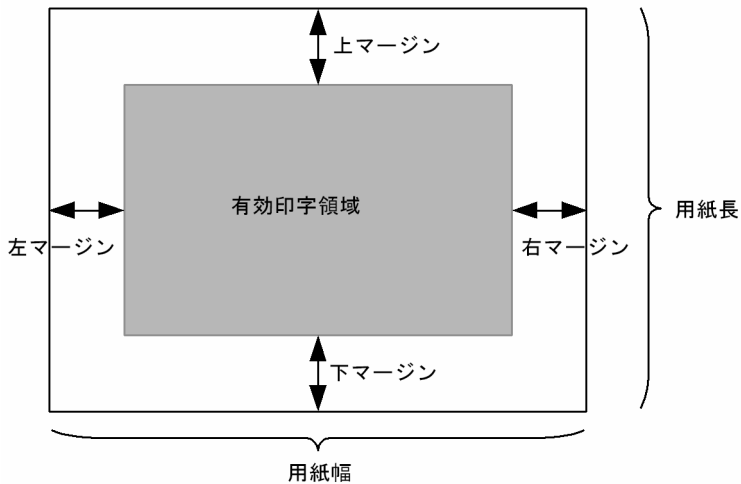 上マージン
有効印字領域
用紙長
左マージン
右マージン
下マージン
用紙幅